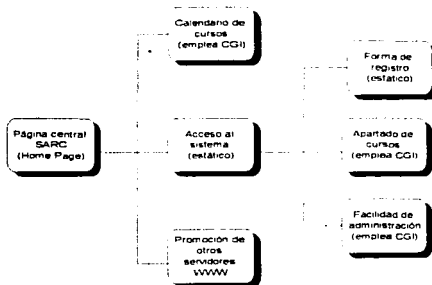 Calendario de
cursos
(emplea CGI)
Forma de
registro
(estático)
Página central
SARC
(Home Page)
Acceso al
sistema
(estático)
Apartado de
cursos
(emplea CGI)
Facilidad de
administración
(emplea CGI)
Promoción de
otros
servidores
WWW